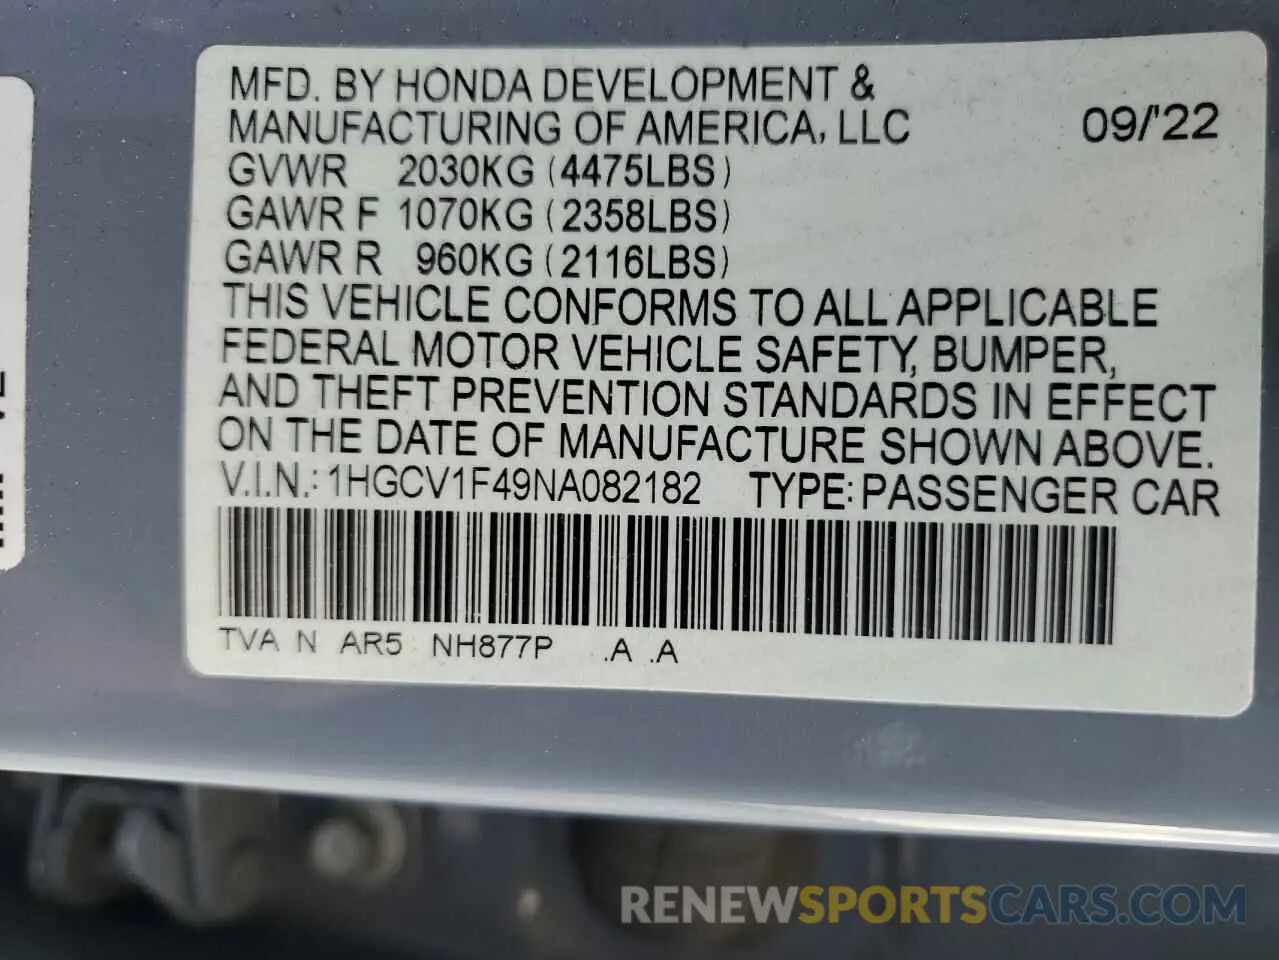 MFD. BY HONDA DEVELOPMENT &
MANUFACTURING OF AMERICA, LLC 09/'22
GVWR 2030KG (4475LBS)
GAWR F 1070KG (2358LBS)
GAWR R 960KG (2116LBS)
THIS VEHICLE CONFORMS TO ALL APPLICABLE
FEDERAL MOTOR VEHICLE SAFETY, BUMPER,
AND THEFT PREVENTION STANDARDS IN EFFECT
ON THE DATE OF MANUFACTURE SHOWN ABOVE.
V.I.N.: 1HGCV1F49NA082182 TYPE: PASSENGER CAR
TVA N AR5 NH877P .A .A
RENEWSPORTSCARS.COM